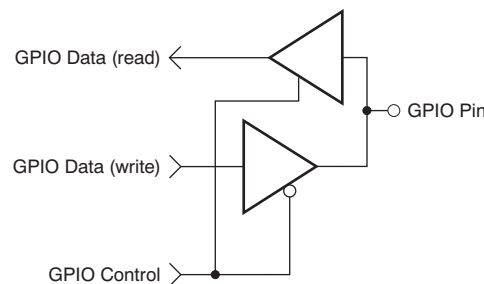 GPIO Data (read)
GPIO Pin
GPIO Data (write)
GPIO Control